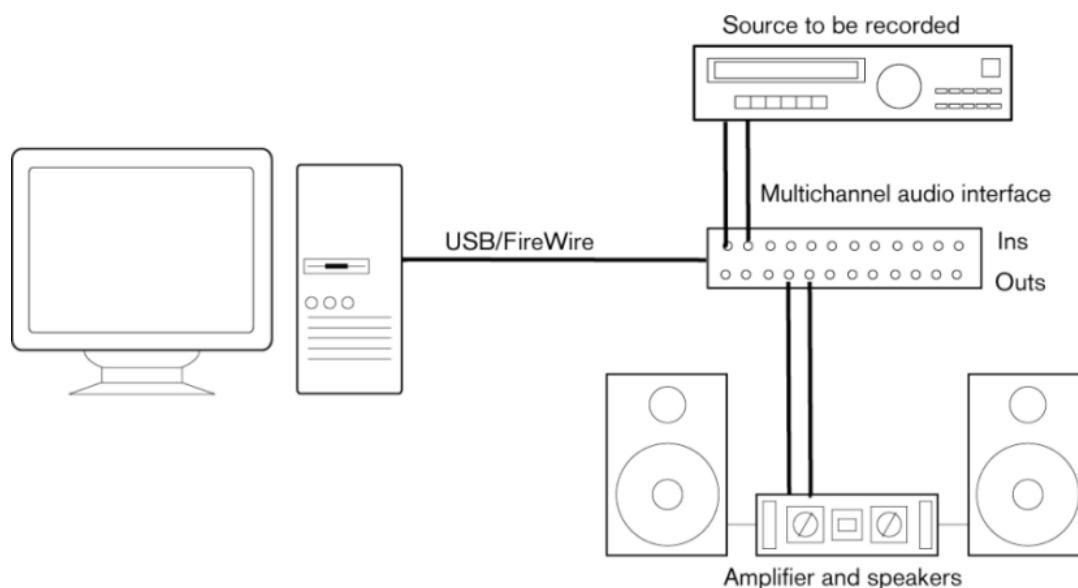 Source to be recorded
Multichannel audio interface
USB/FireWire
Ins
Outs
Amplifier and speakers